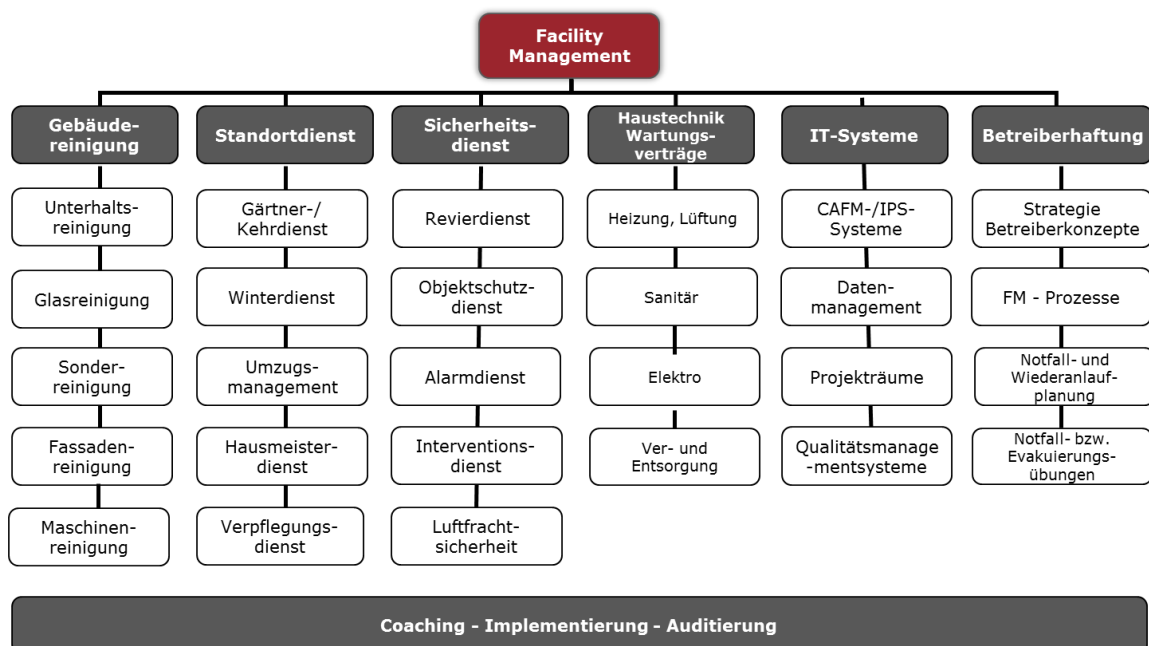 Facility
Management
Gebäude-
reinigung
Standortdienst
Sicherheits-
dienst
Haustechnik
Wartungs-
verträge
IT-Systeme
Betreiberhaftung
Unterhalts-
reinigung
Gärtner-/
Kehrdienst
Revierdienst
Heizung, Lüftung
CAFM-/IPS-
Systeme
Strategie
Betreiberkonzepte
Glasreinigung
Winterdienst
Objektschutz-
dienst
Sanitär
Daten-
management
FM - Prozesse
Sonder-
reinigung
Umzugs-
management
Alarmdienst
Elektro
Projekträume
Notfall- und
Wiederanlauf-
planung
Fassaden-
reinigung
Hausmeister-
dienst
Interventions-
dienst
Ver- und
Entsorgung
Qualitätsmanage
-mentsysteme
Notfall- bzw.
Evakuierungs-
übungen
Maschinen-
reinigung
Verpflegungs-
dienst
Luftfracht-
sicherheit
Coaching - Implementierung - Auditierung